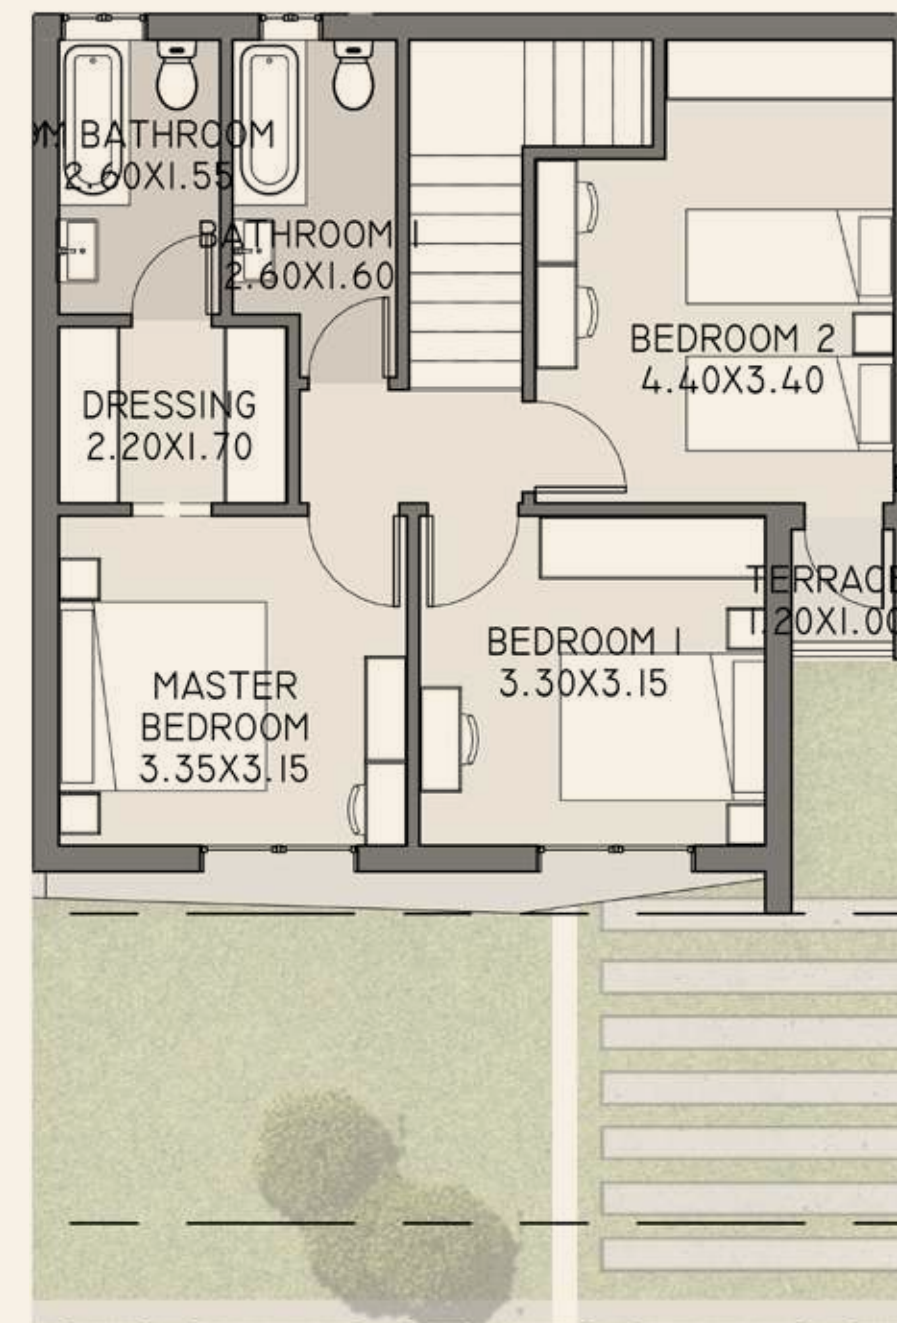 M BATHROOM
2.60X1.55
BATHROOM 1
2.60X1.60
BEDROOM 2
4.40X3.40
DRESSING
2.20X1.70
TERRACE
1.20X1.00
BEDROOM 1
3.30X3.15
MASTER
BEDROOM
3.35X3.15